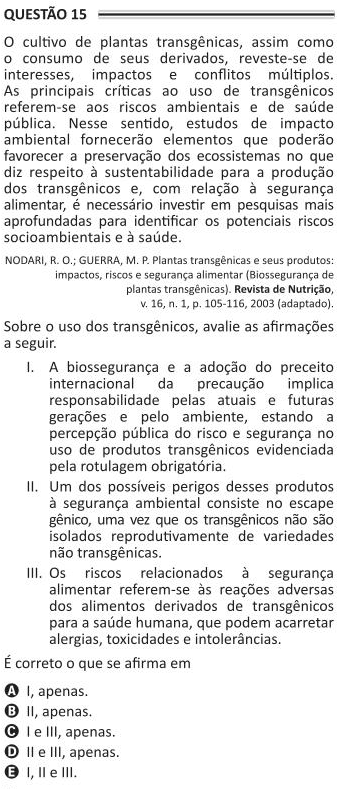 QUESTÃO 15
O cultivo de plantas transgênicas, assim como
o consumo de seus derivados, reveste-se de
interesses, impactos e conflitos múltiplos.
As principais críticas ao uso de transgênicos
referem-se aos riscos ambientais e de saúde
pública. Nesse sentido, estudos de impacto
ambiental fornecerão elementos que poderão
favorecer a preservação dos ecossistemas no que
diz respeito à sustentabilidade para a produção
dos transgênicos e, com relação à segurança
alimentar, é necessário investir em pesquisas mais
aprofundadas para identificar os potenciais riscos
socioambientais e à saúde.
NODARI, R. O.; GUERRA, M. P. Plantas transgênicas e seus produtos:
impactos, riscos e segurança alimentar (Biossegurança de
plantas transgênicas). Revista de Nutrição,
v. 16, n. 1, p. 105-116, 2003 (adaptado).
Sobre o uso dos transgênicos, avalie as afirmações
a seguir.
I. A biossegurança e a adoção do preceito
internacional da precaução implica
responsabilidade pelas atuais e futuras
gerações e pelo ambiente, estando a
percepção pública do risco e segurança no
uso de produtos transgênicos evidenciada
pela rotulagem obrigatória.
II. Um dos possíveis perigos desses produtos
à segurança ambiental consiste no escape
gênico, uma vez que os transgênicos não são
isolados reprodutivamente de variedades
não transgênicas.
III. Os riscos relacionados à segurança
alimentar referem-se às reações adversas
dos alimentos derivados de transgênicos
para a saúde humana, que podem acarretar
alergias, toxicidades e intolerâncias.
É correto o que se afirma em
A I, apenas.
B II, apenas.
C I e III, apenas.
D II e III, apenas.
E I, II e III.